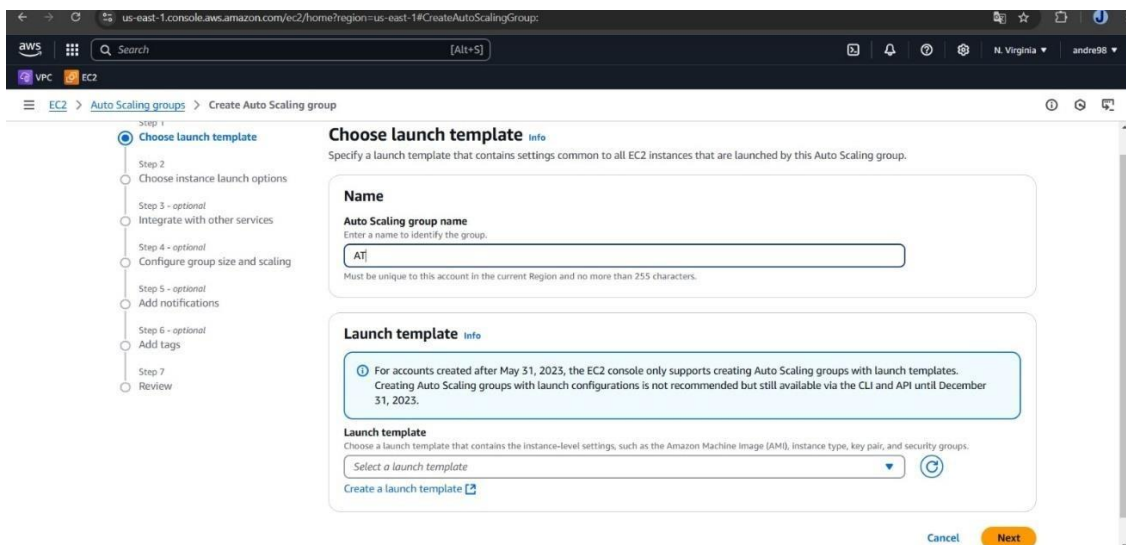 us-east-1.console.aws.amazon.com/ec2/home?region=us-east-1#CreateAutoScalingGroup:
aws
Search
[Alt+S]
N. Virginia
andre98
VPC
EC2
EC2 > Auto Scaling groups > Create Auto Scaling group
Step 1
Choose launch template
Step 2
Choose instance launch options
Step 3 - optional
Integrate with other services
Step 4 - optional
Configure group size and scaling
Step 5 - optional
Add notifications
Step 6 - optional
Add tags
Step 7
Review
Choose launch template Info
Specify a launch template that contains settings common to all EC2 instances that are launched by this Auto Scaling group.
Name
Auto Scaling group name
Enter a name to identify the group.
AT
Must be unique to this account in the current Region and no more than 255 characters.
Launch template Info
For accounts created after May 31, 2023, the EC2 console only supports creating Auto Scaling groups with launch templates.
Creating Auto Scaling groups with launch configurations is not recommended but still available via the CLI and API until December
31, 2023.
Launch template
Choose a launch template that contains the instance-level settings, such as the Amazon Machine Image (AMI), instance type, key pair, and security groups.
Select a launch template
Create a launch template
Cancel
Next